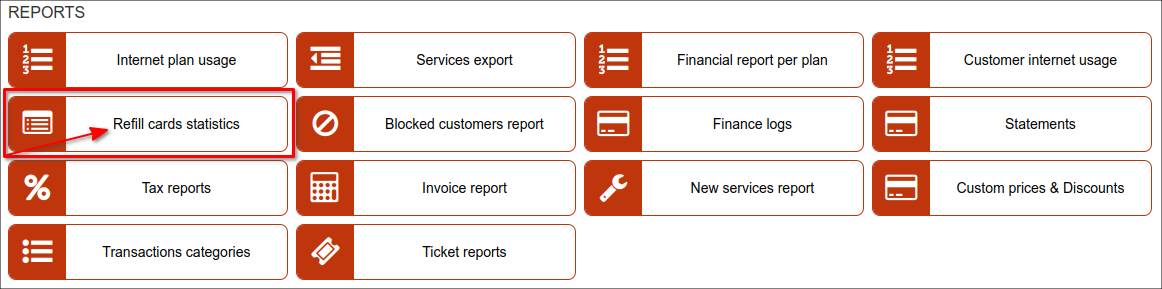 REPORTS
Internet plan usage
Services export
Financial report per plan
Customer internet usage
Refill cards statistics
Blocked customers report
Finance logs
Statements
Tax reports
Invoice report
New services report
Custom prices & Discounts
Transactions categories
Ticket reports